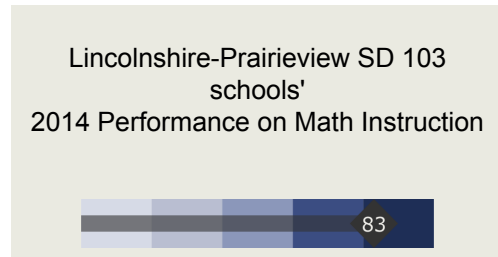 Lincolnshire-Prairieview SD 103
schools'
2014 Performance on Math Instruction
83